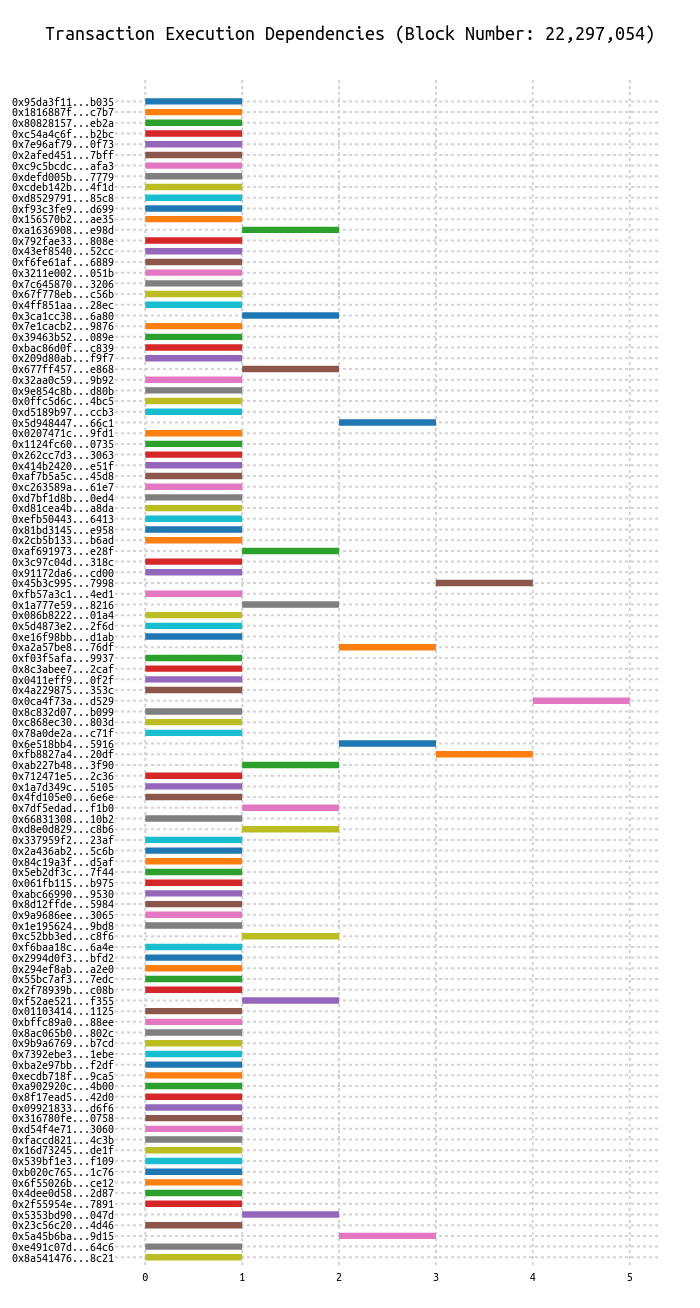 Transaction Execution Dependencies (Block Number: 22,297,054)
0x95da3f11...b035
0x1816887f...c7b7
0x80828157...eb2a
0xc54a4c6f...b2bc
0x7e96af79...0f73
0x2afed451...7bff
0xc9c5bcdc...afa3
0xdefd005b...7779
0xcdeb142b...4f1d
0xd8529791...85c8
0xf93c3fe9...d699
0x156570b2...ae35
0xa1636908...e98d
0x792fae33...808e
0x43ef8540...52cc
0xf6fe61af...6889
0x3211e002...051b
0x7c645870...3206
0x67f778eb...c56b
0x4ff851aa...28ec
0x3ca1cc38...6a80
0x7e1cacb2...9876
0x39463b52...089e
0xbac86d0f...c839
0x209d80ab...f9f7
0x677ff457...e868
0x32aa0c59...9b92
0x9e854c8b...d80b
0x0ffc5d6c...4bc5
0xd5189b97...ccb3
0x5d948447...66c1
0x0207471c...9fd1
0x1124fc60...0735
0x262cc7d3...3063
0x414b2420...e51f
0xaf7b5a5c...45d8
0xc263589a...61e7
0xd7bf1d8b...0ed4
0xd81cea4b...a8da
0xefb50443...6413
0x81bd3145...e958
0x2cb5b133...b6ad
0xaf691973...e28f
0x3c97c04d...318c
0x91172da6...cd00
0x45b3c995...7998
0xfb57a3c1...4ed1
0x1a777e59...8216
0x086b8222...01a4
0x5d4873e2...2f6d
0xe16f98bb...d1ab
0xa2a57be8...76df
0xf03f5afa...9937
0x8c3abee7...2caf
0x0411eff9...0f2f
0x4a229875...353c
0x0ca4f73a...d529
0x8c832d07...b099
0xc868ec30...803d
0x78a0de2a...c71f
0x6e518bb4...5916
0xfb8827a4...20df
0xab227b48...3f90
0x712471e5...2c36
0x1a7d349c...5105
0x4fd105e0...6e6e
0x7df5edad...f1b0
0x66831308...10b2
0xd8e0d829...c8b6
0x337959f2...23af
0x2a436ab2...5c6b
0x84c19a3f...d5af
0x5eb2df3c...7f44
0x061fb115...b975
0xabc66990...9530
0x8d12ffde...5984
0x9a9686ee...3065
0x1e195624...9bd8
0xc52bb3ed...c8f6
0xf6baa18c...6a4e
0x2994d0f3...bfd2
0x294ef8ab...a2e0
0x55bc7af3...7edc
0x2f78939b...c08b
0xf52ae521...f355
0x01103414...1125
0xbffc89a0...88ee
0x8ac065b0...802c
0x9b9a6769...b7cd
0x7392ebe3...1ebe
0xba2e97bb...f2df
0xecdb718f...9ca5
0xa902920c...4b00
0x8f17ead5...42d0
0x09921833...d6f6
0x316780fe...0758
0xd54f4e71...3060
0xfaccd821...4c3b
0x16d73245...de1f
0x539bf1e3...f109
0xb020c765...1c76
0x6f55026b...ce12
0x4dee0d58...2d87
0x2f55954e...7891
0x5353bd90...047d
0x23c56c20...4d46
0x5a45b6ba...9d15
0xe491c07d...64c6
0x8a541476...8c21
0 1 2 3 4 5